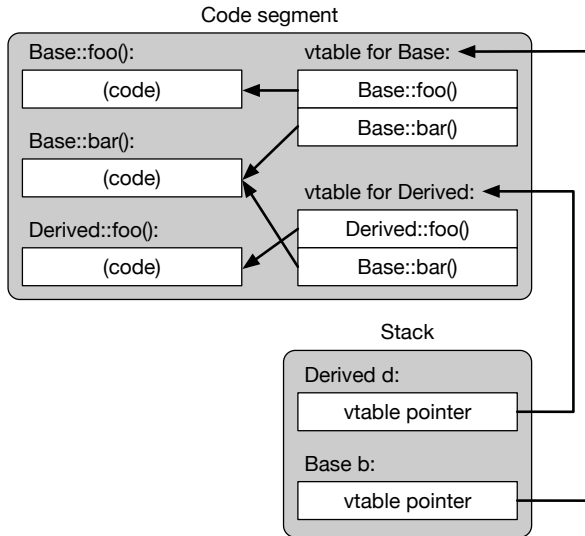 Code segment
Base::foo():
(code)
Base::bar():
(code)
Derived::foo():
(code)
vtable for Base:
Base::foo()
Base::bar()
vtable for Derived:
Derived::foo()
Base::bar()
Stack
Derived d:
vtable pointer
Base b:
vtable pointer